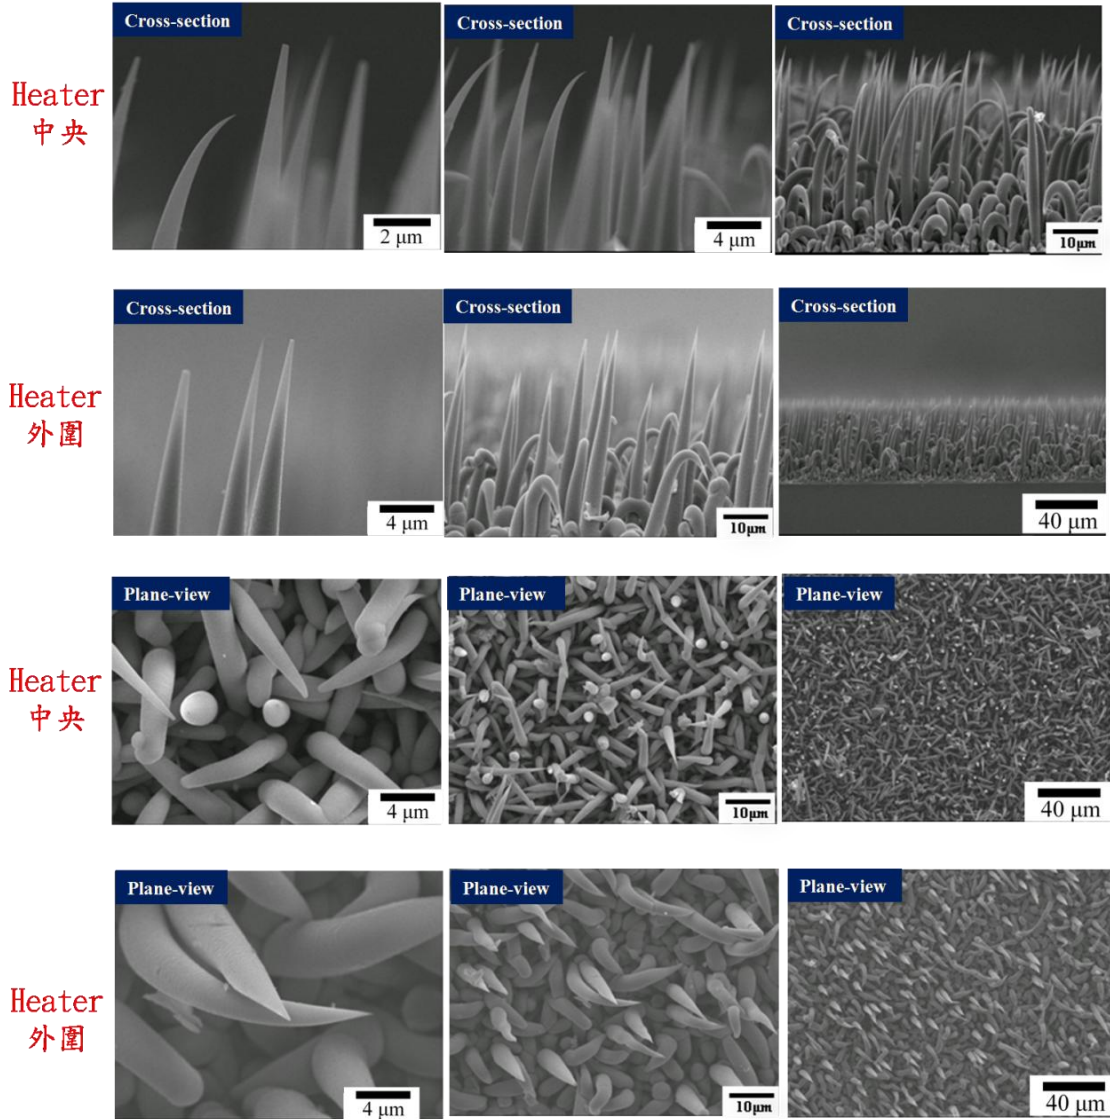 Cross-section
Cross-section
Cross-section
Heater
中央
2 μm
4 μm
10μm
Cross-section
Cross-section
Cross-section
Heater
外圍
4 μm
10μm
40 μm
Plane-view
Plane-view
Plane-view
Heater
中央
4 μm
10μm
40 μm
Plane-view
Plane-view
Plane-view
Heater
外圍
4 μm
10μm
40 μm